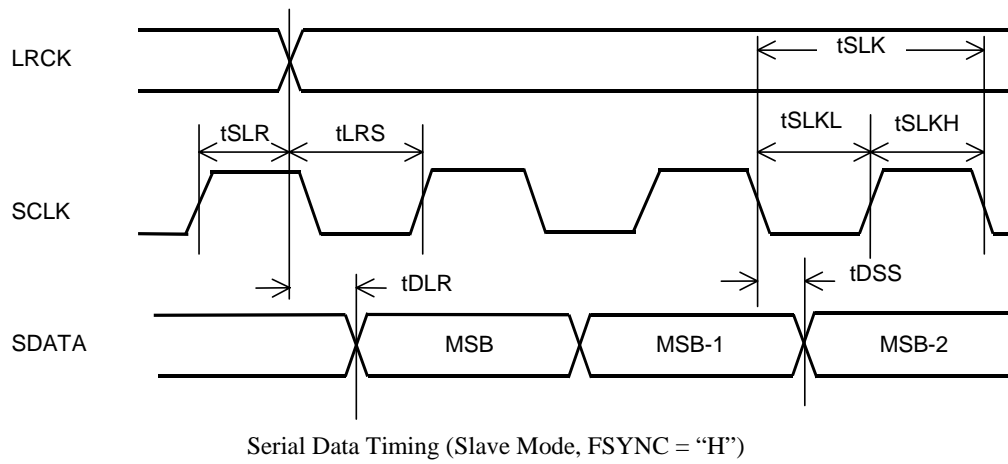 LRCK
tSLK
tSLR
tLRS
tSLKL
tSLKH
SCLK
tDLR
tDSS
SDATA
MSB
MSB-1
MSB-2
Serial Data Timing (Slave Mode, FSYNC = “H”)